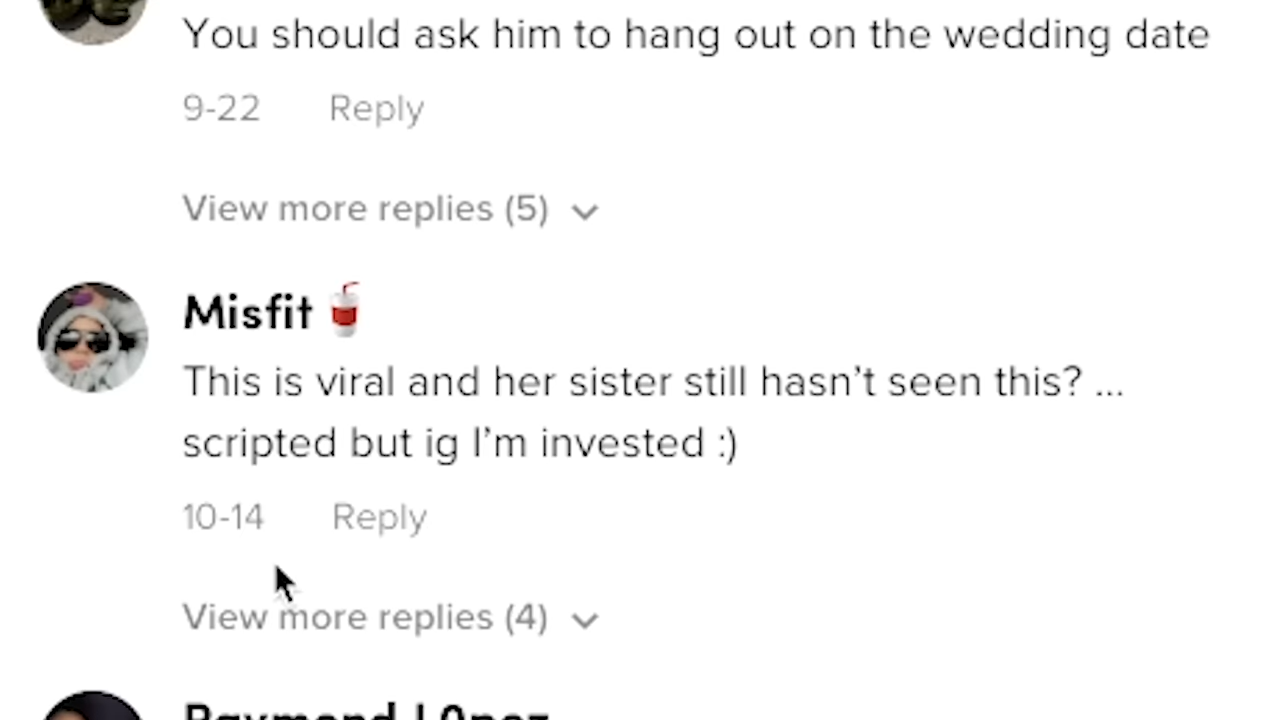 You should ask him to hang out on the wedding date
9-22 Reply
View more replies (5)
Misfit🥤
This is viral and her sister still hasn't seen this? ...
scripted but ig I'm invested :)
10-14 Reply
View more replies (4)
Raymond L0pez